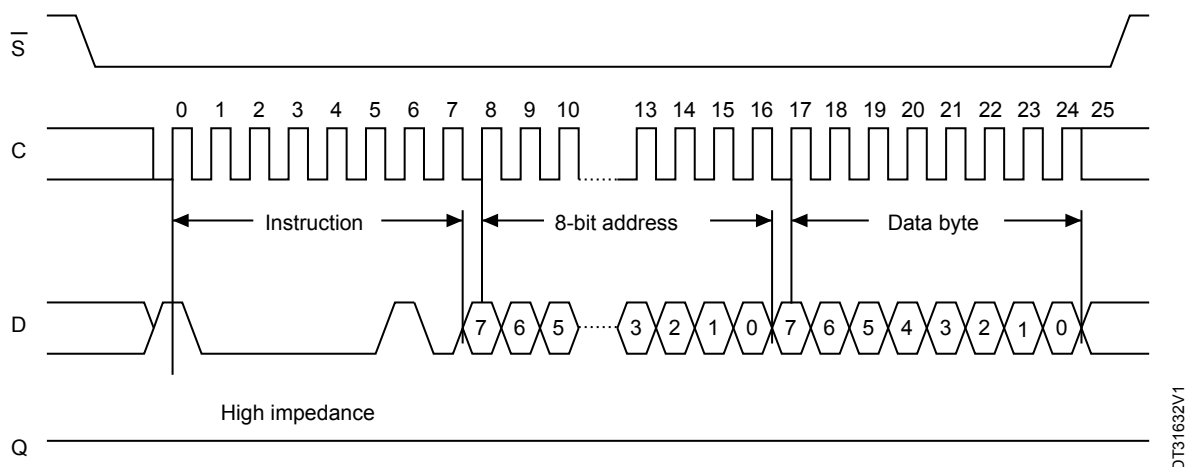 S
0 1 2 3 4 5 6 7 8 9 10 13 14 15 16 17 18 19 20 21 22 23 24 25
C
Instruction 8-bit address Data byte
D
7 6 5 3 2 1 0 7 6 5 4 3 2 1 0
High impedance
Q
DT31632V1